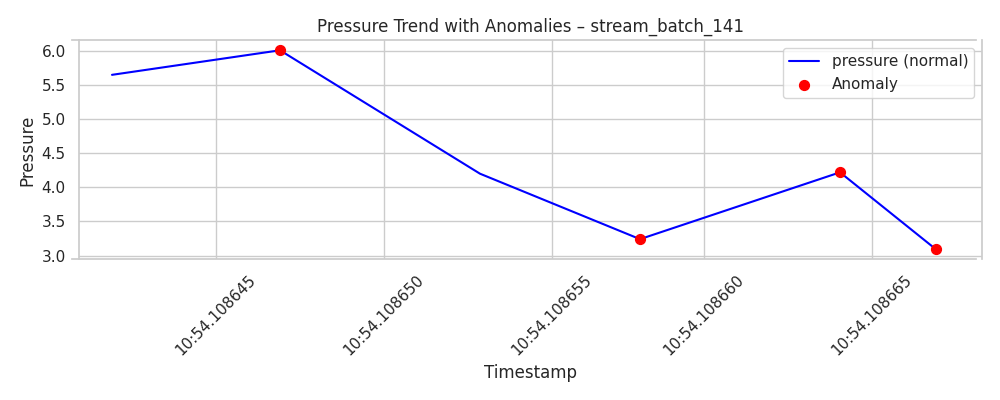 Pressure Trend with Anomalies – stream_batch_141
pressure (normal)
Anomaly
Pressure
6.0
5.5
5.0
4.5
4.0
3.5
3.0
10:54.108645
10:54.108650
10:54.108655
10:54.108660
10:54.108665
Timestamp